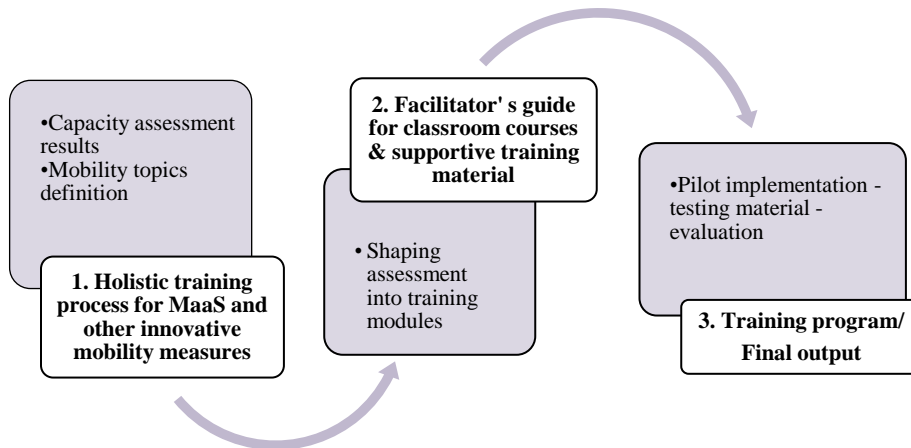 •Capacity assessment
results
•Mobility topics
definition
1. Holistic training
process for MaaS and
other innovative
mobility measures
2. Facilitator' s guide
for classroom courses
& supportive training
material
• Shaping
assessment
into training
modules
•Pilot implementation -
testing material -
evaluation
3. Training program/
Final output